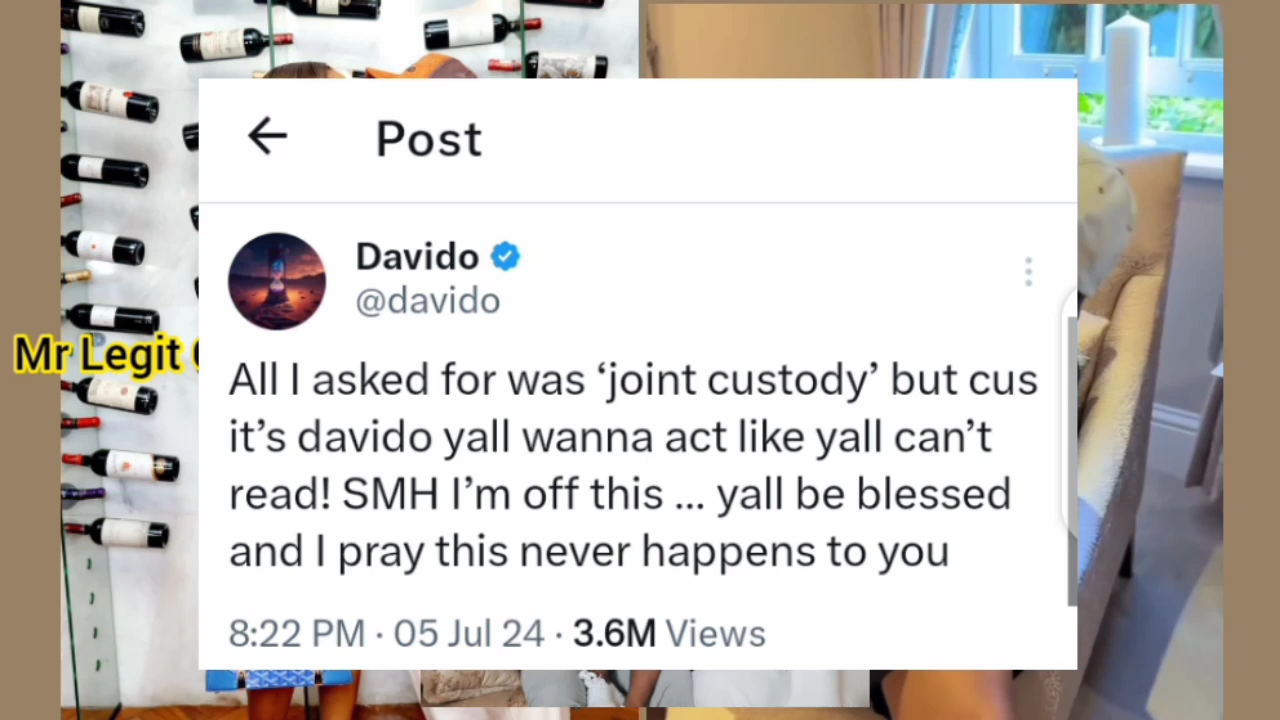 Post
Davido
@davido
All I asked for was ‘joint custody’ but cus
it’s davido yall wanna act like yall can’t
read! SMH I’m off this ... yall be blessed
and I pray this never happens to you
8:22 PM · 05 Jul 24 · 3.6M Views
Mr Legit